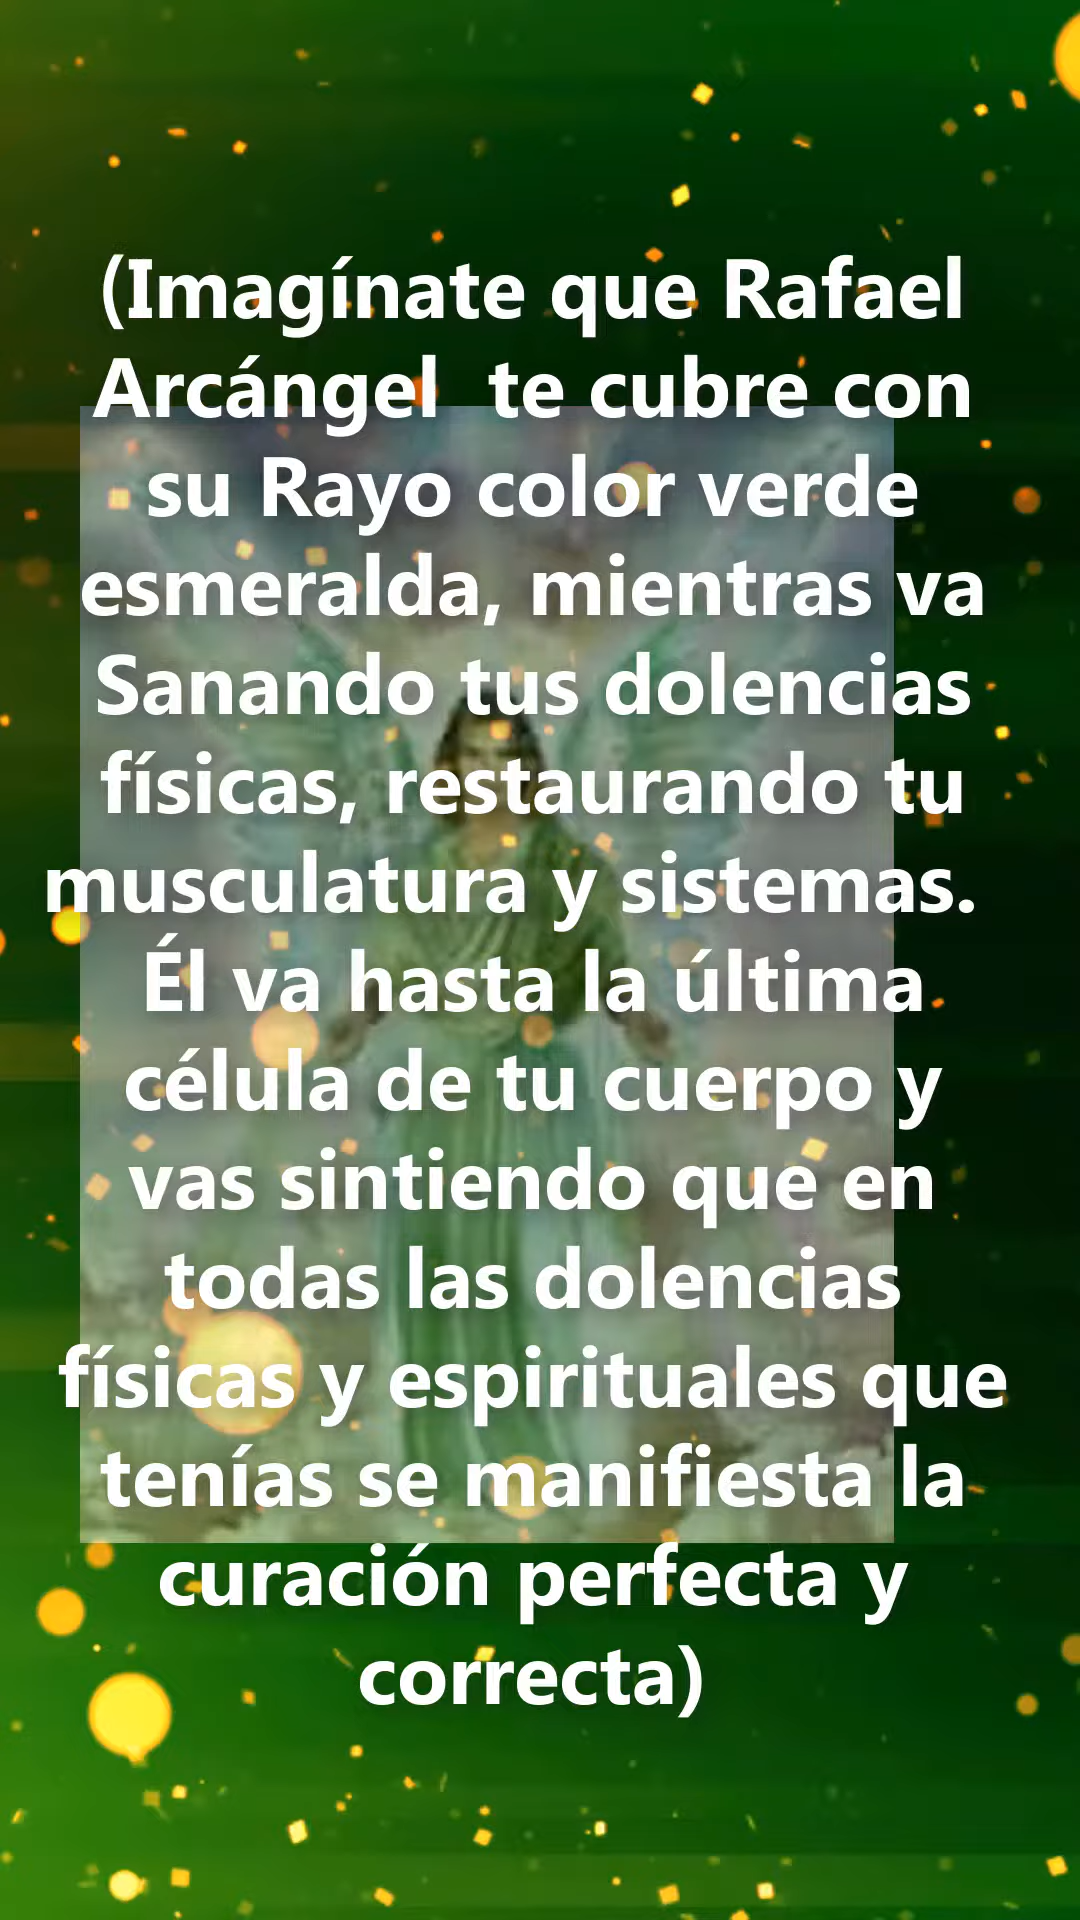 (Imagínate que Rafael
Arcángel  te cubre con
su Rayo color verde
esmeralda, mientras va
Sanando tus dolencias
físicas, restaurando tu
musculatura y sistemas.
Él va hasta la última
célula de tu cuerpo y
vas sintiendo que en
todas las dolencias
físicas y espirituales que
tenías se manifiesta la
curación perfecta y
correcta)